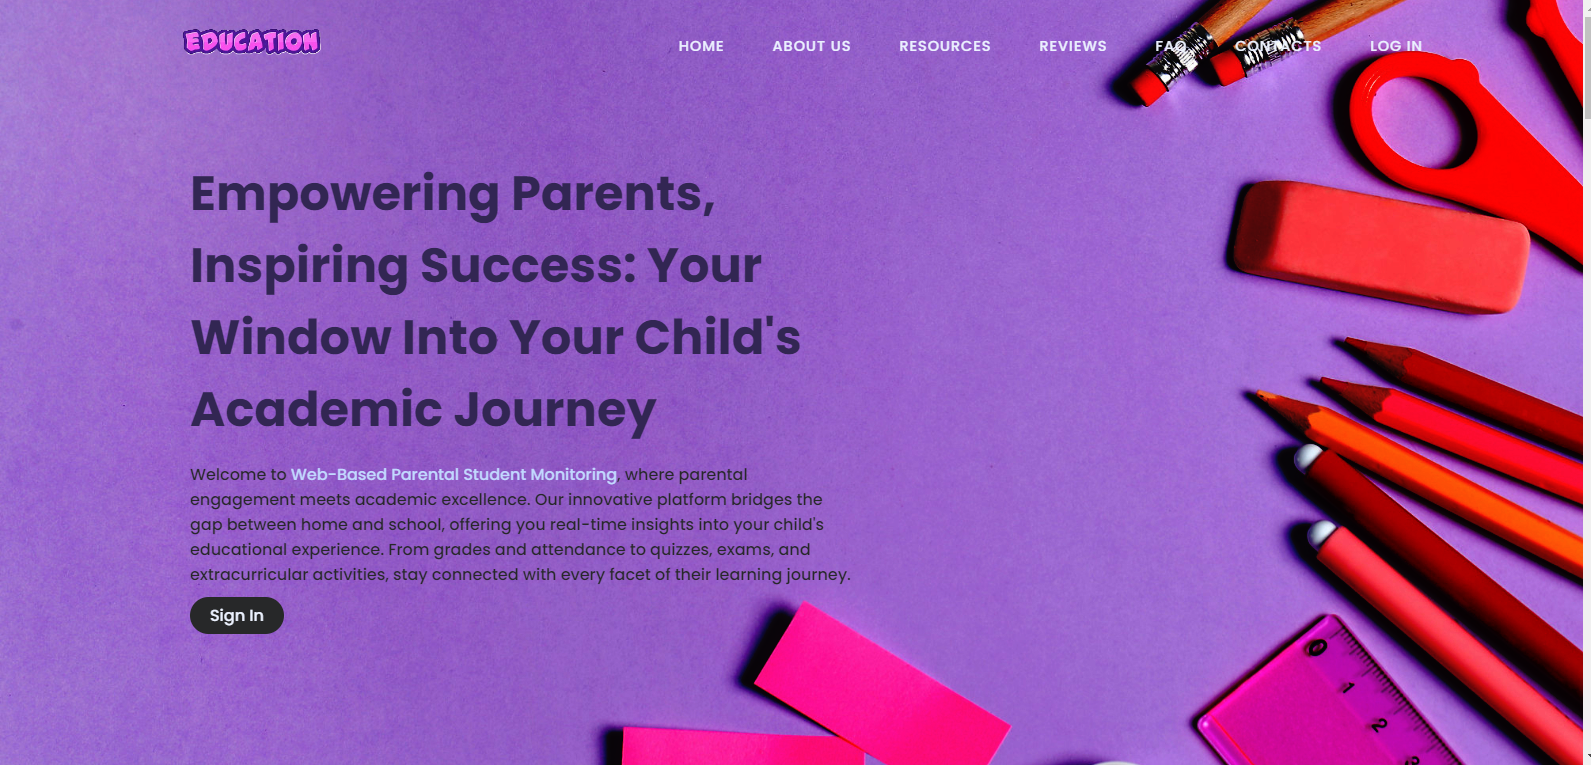 EDUCATION
HOME ABOUT US RESOURCES REVIEWS FAQ CONTACTS LOG IN
Empowering Parents,
Inspiring Success: Your
Window Into Your Child's
Academic Journey
Welcome to Web-Based Parental Student Monitoring, where parental
engagement meets academic excellence. Our innovative platform bridges the
gap between home and school, offering you real-time insights into your child's
educational experience. From grades and attendance to quizzes, exams, and
extracurricular activities, stay connected with every facet of their learning journey.
Sign In
0
1
2
3